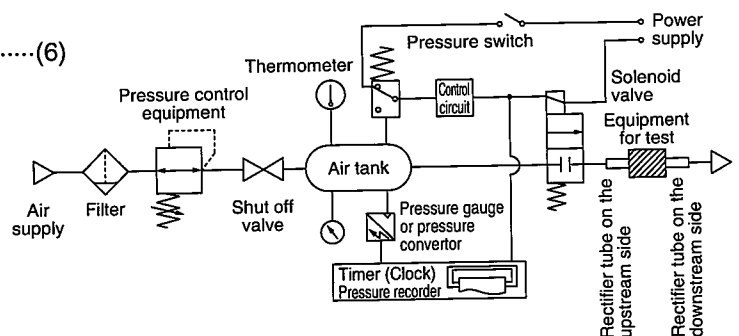 ·····(6)
Power
supply
Pressure switch
Thermometer
Pressure control
equipment
Control
circuit
Solenoid
valve
Equipment
for test
Air tank
Air
supply
Filter
Shut off
valve
Pressure gauge
or pressure
convertor
Timer (Clock)
Pressure recorder
Rectifier tube on the
upstream side
Rectifier tube on the
downstream side